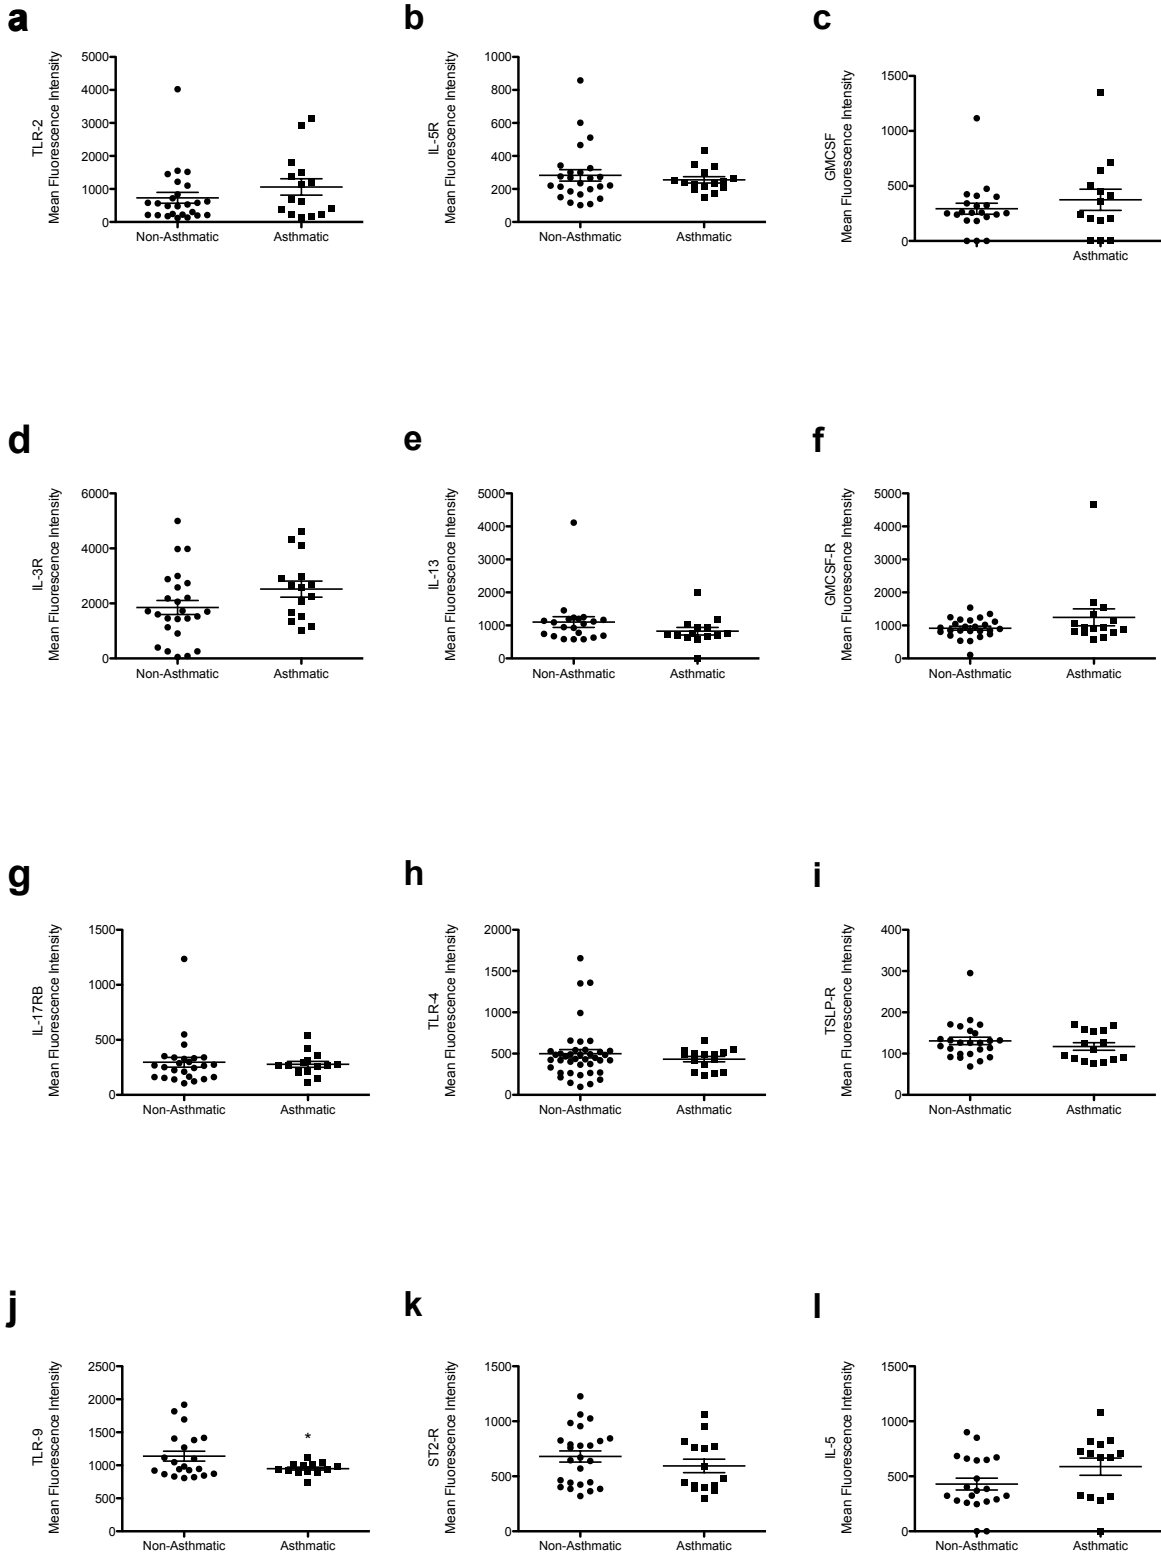 a
b
c
TLR-2
Mean Fluorescence Intensity
5000
4000
3000
2000
1000
0
Non-Asthmatic
Asthmatic
IL-5R
Mean Fluorescence Intensity
1000
800
600
400
200
0
Non-Asthmatic
Asthmatic
GMCSF
Mean Fluorescence Intensity
1500
1000
500
0
Asthmatic
d
e
f
IL-3R
Mean Fluorescence Intensity
6000
4000
2000
0
Non-Asthmatic
Asthmatic
IL-13
Mean Fluorescence Intensity
5000
4000
3000
2000
1000
0
Non-Asthmatic
Asthmatic
GMCSF-R
Mean Fluorescence Intensity
5000
4000
3000
2000
1000
0
Non-Asthmatic
Asthmatic
g
h
i
IL-17RB
Mean Fluorescence Intensity
1500
1000
500
0
Non-Asthmatic
Asthmatic
TLR-4
Mean Fluorescence Intensity
2000
1500
1000
500
0
Non-Asthmatic
Asthmatic
TSLP-R
Mean Fluorescence Intensity
400
300
200
100
0
Non-Asthmatic
Asthmatic
j
k
l
TLR-9
Mean Fluorescence Intensity
2500
2000
1500
1000
500
0
*
Non-Asthmatic
Asthmatic
ST2-R
Mean Fluorescence Intensity
1500
1000
500
0
Non-Asthmatic
Asthmatic
IL-5
Mean Fluorescence Intensity
1500
1000
500
0
Non-Asthmatic
Asthmatic